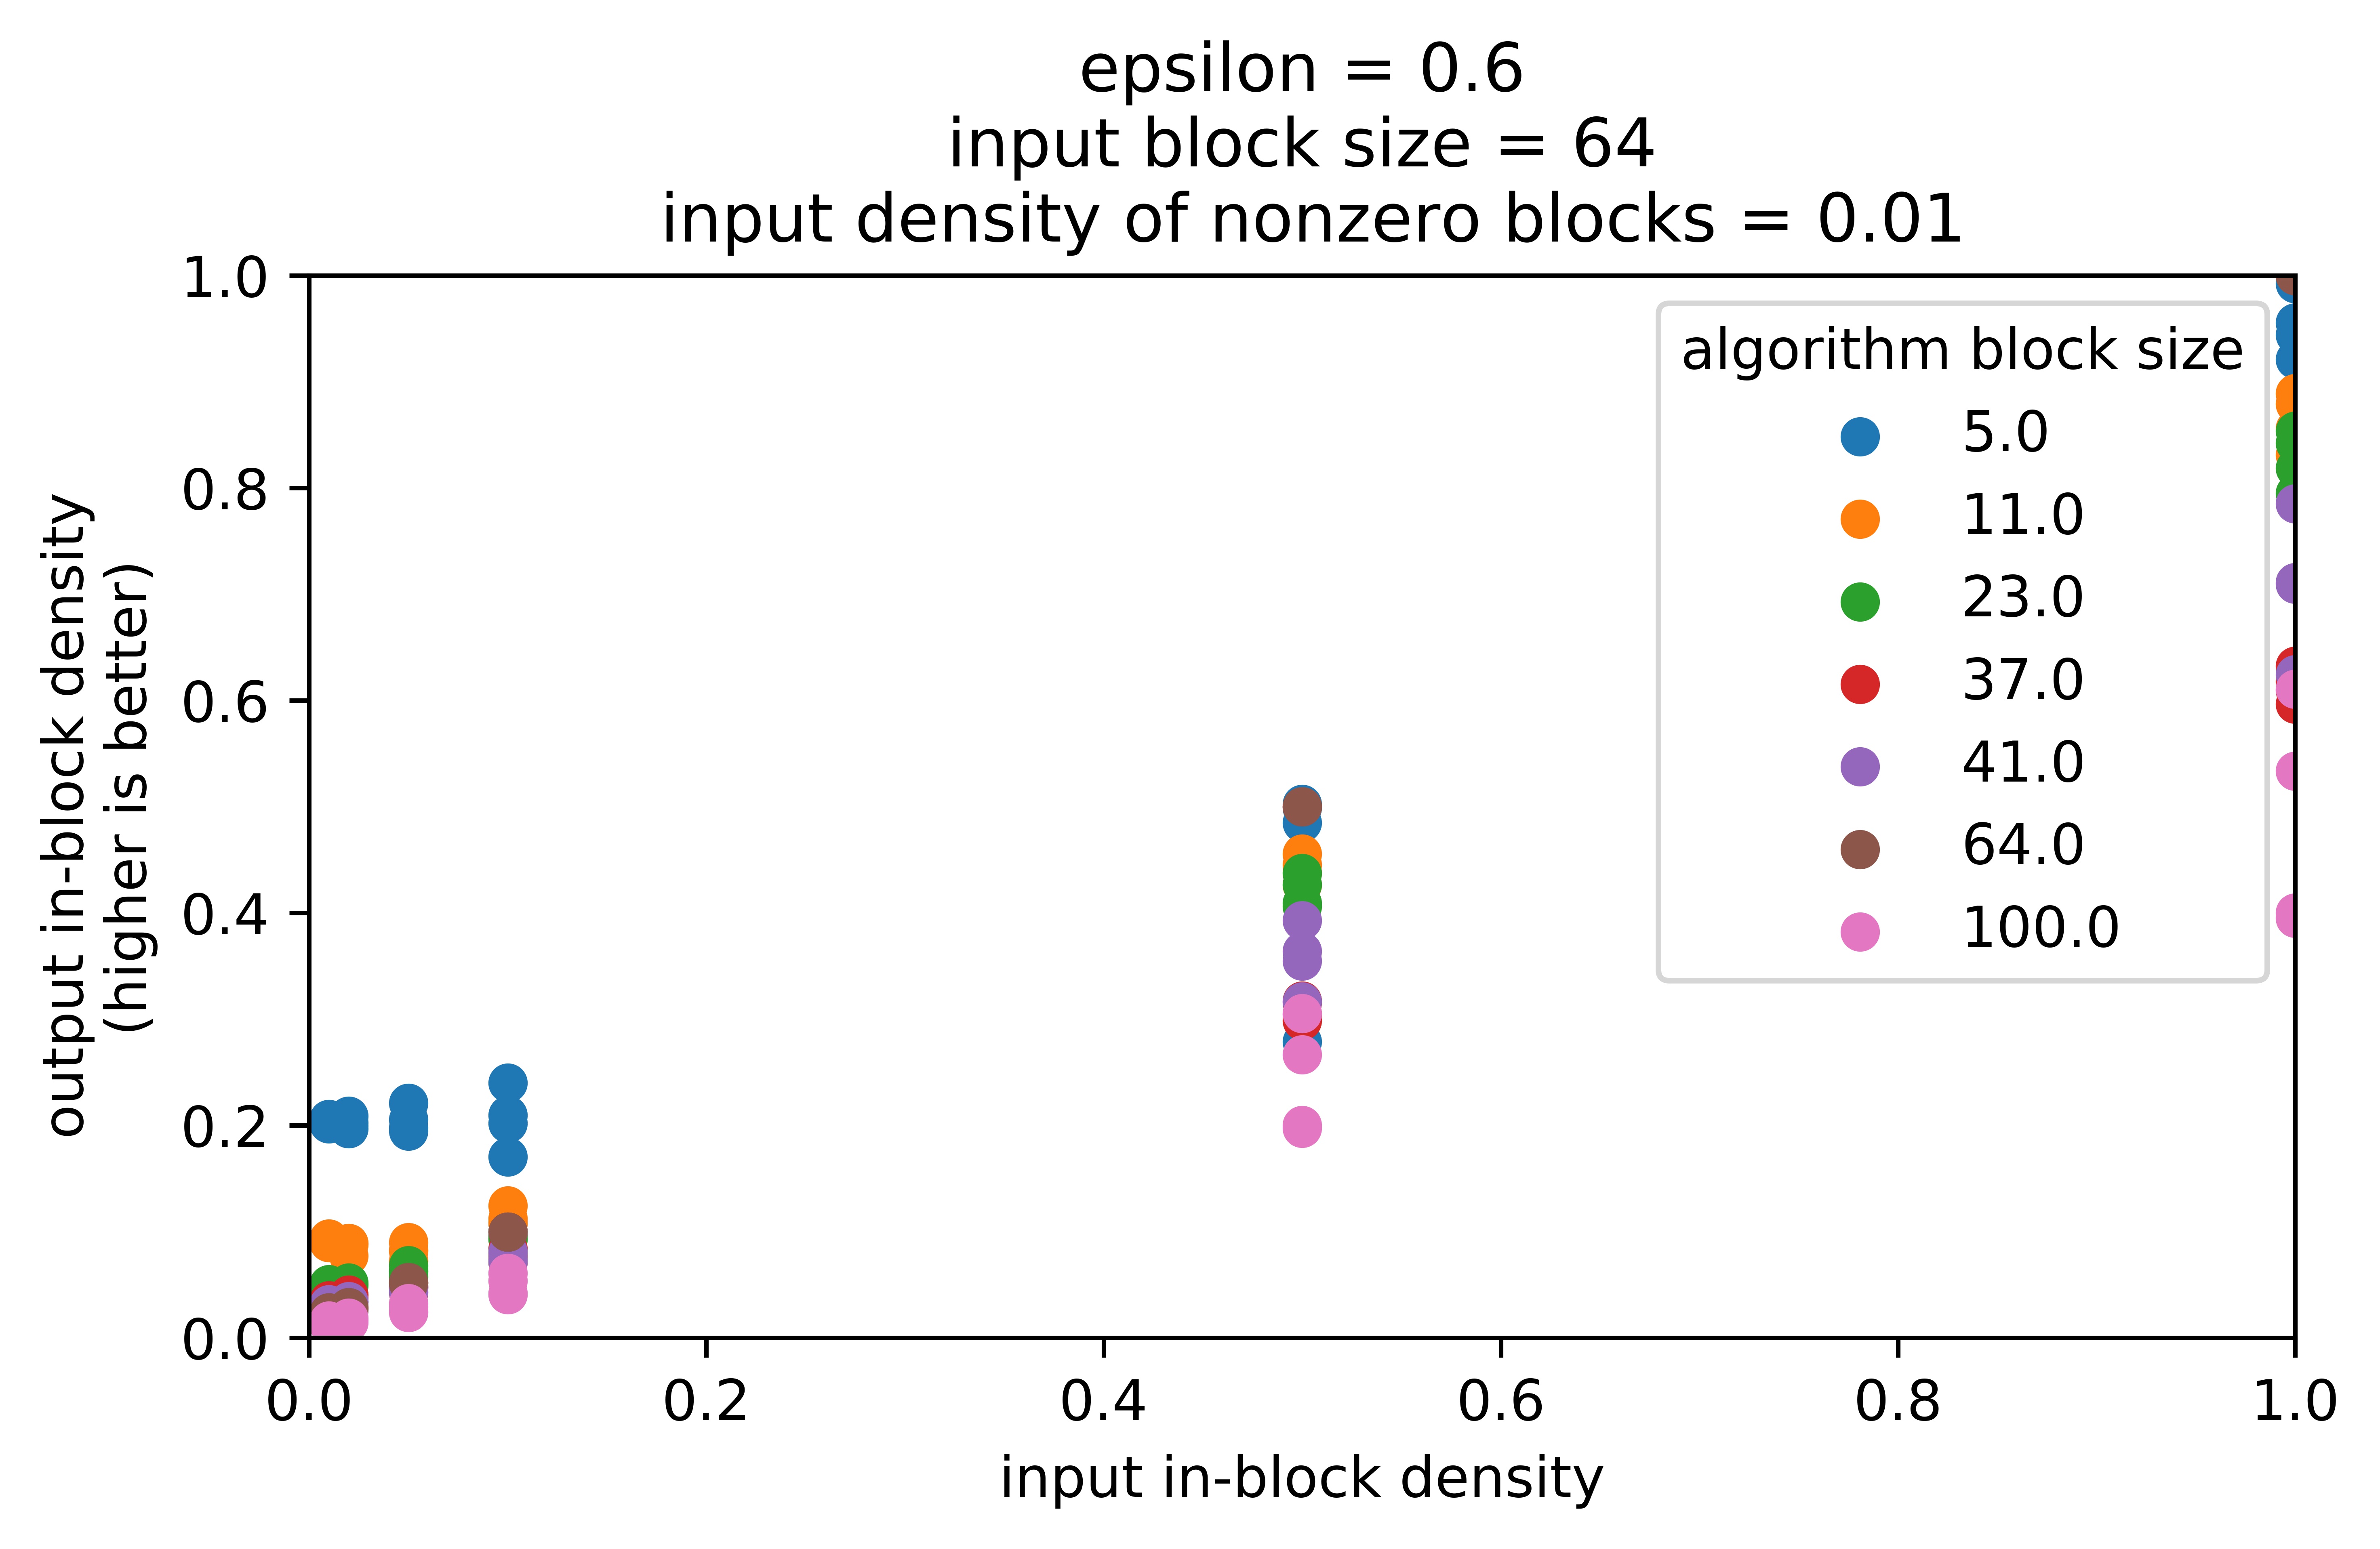 epsilon = 0.6
input block size = 64
input density of nonzero blocks = 0.01
output in-block density
(higher is better)
1.0
0.8
0.6
0.4
0.2
0.0
algorithm block size
5.0
11.0
23.0
37.0
41.0
64.0
100.0
0.0 0.2 0.4 0.6 0.8 1.0
input in-block density